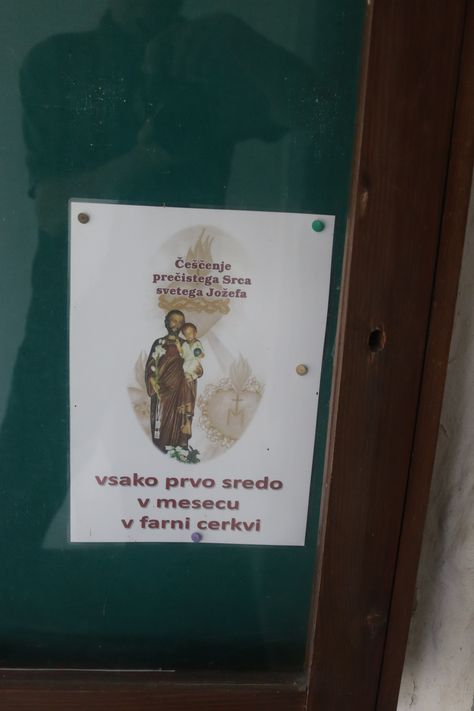 Češčenje
prečistega Srca
svetega Jožefa
M
vsako prvo sredo
v mesecu
v farni cerkvi